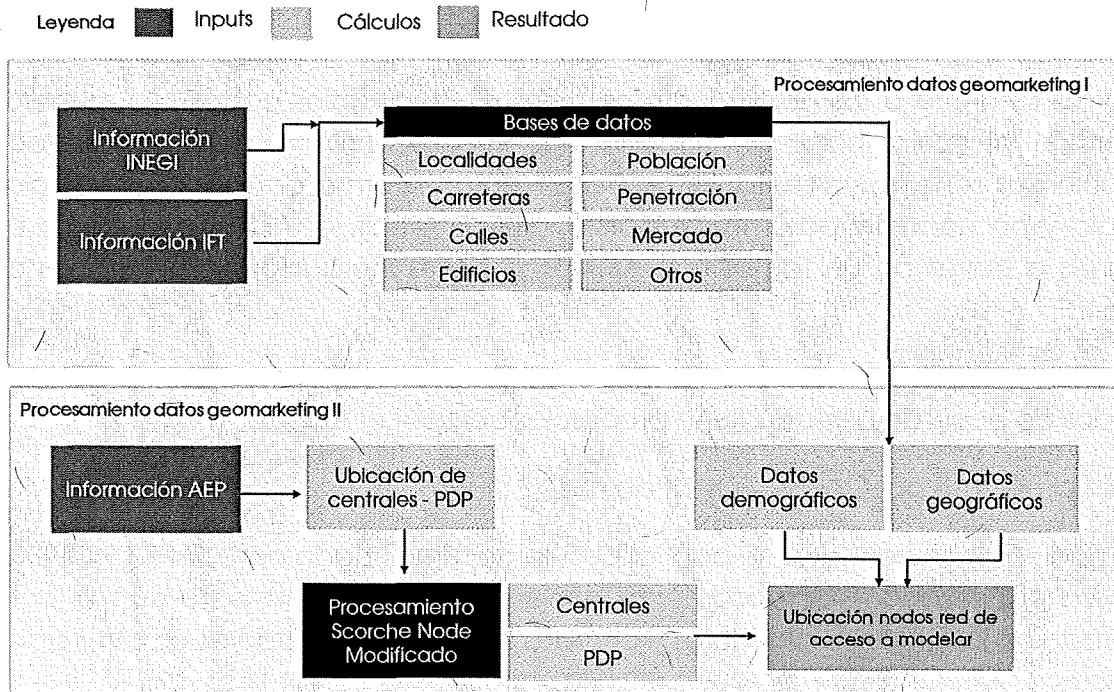 Leyenda Inputs Cálculos Resultado
Procesamiento datos geomarketing I
Información
INEGI
Información IFT
Bases de datos
Localidades
Población
Carreteras
Penetración
Calles
Mercado
Edificios
Otros
Procesamiento datos geomarketing II
Información AEP
Ubicación de
centrales - PDP
Datos
demográficos
Datos
geográficos
Procesamiento
Scorche Node
Modificado
Centrales
PDP
Ubicación nodos red de
acceso a modelar